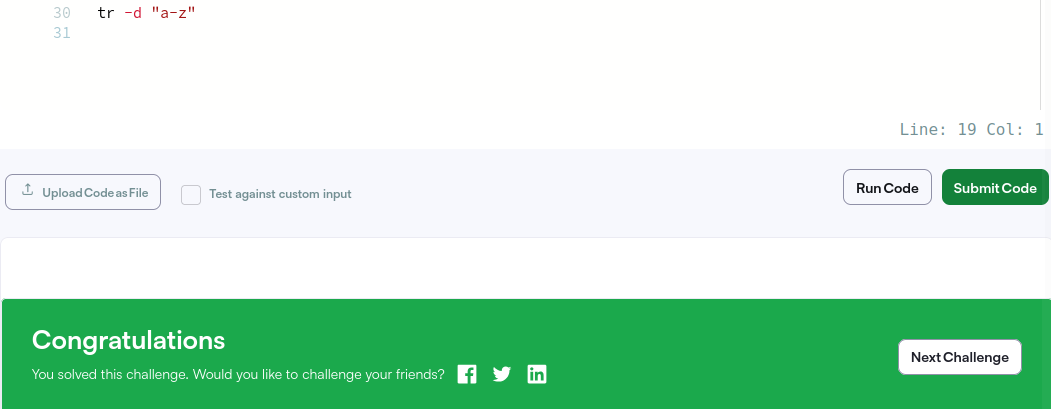 30 tr -d "a-z"
31
Line: 19 Col: 1
Upload Code as File
Test against custom input
Run Code
Submit Code
Congratulations
You solved this challenge. Would you like to challenge your friends?
Next Challenge